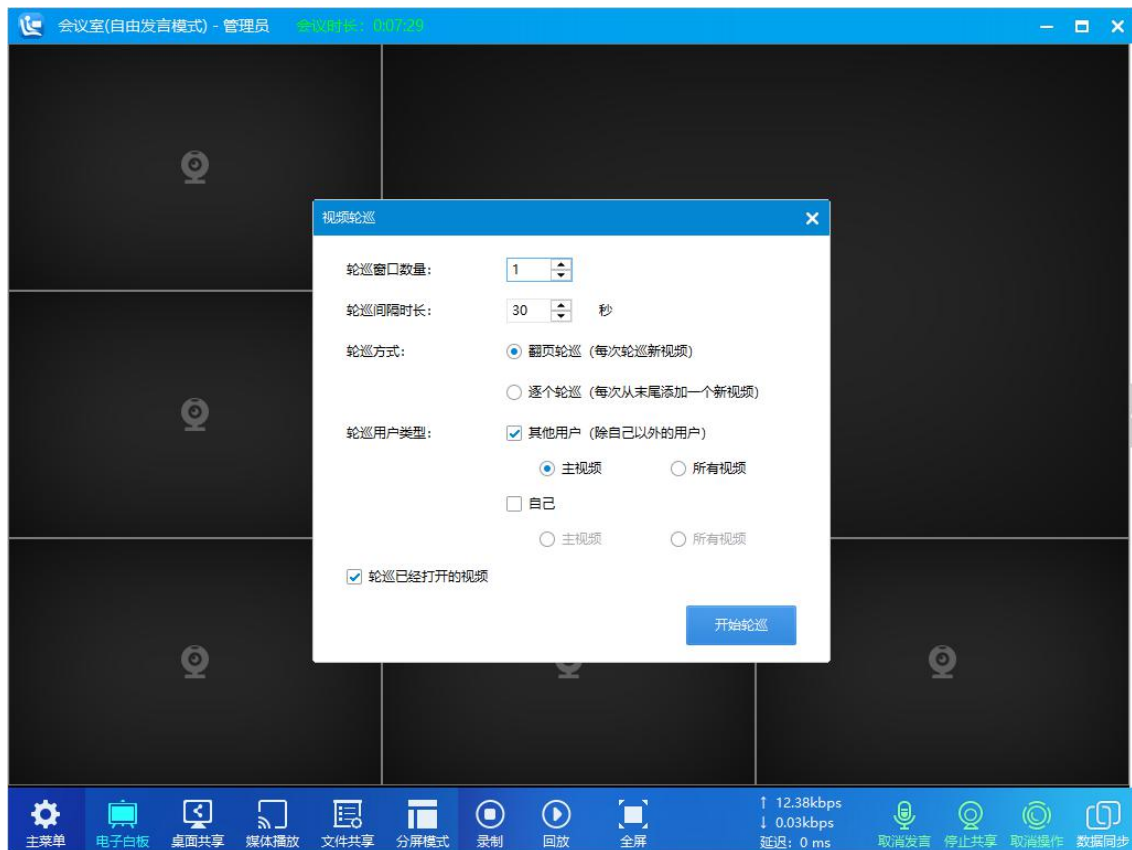 会议室(自由发言模式) - 管理员 会议时长：0:07:29
视频轮巡
轮巡窗口数量： 1
轮巡间隔时长： 30 秒
轮巡方式： 翻页轮巡（每次轮巡新视频）
逐个轮巡（每次从末尾添加一个新视频）
轮巡用户类型： 其他用户（除自己以外的用户）
主视频 所有视频
自己
主视频 所有视频
轮巡已经打开的视频
开始轮巡
↑ 12.38kbps
↓ 0.03kbps
延迟：0 ms
主菜单 电子白板 桌面共享 媒体播放 文件共享 分屏模式 录制 回放 全屏 取消发言 停止共享 取消操作 数据同步